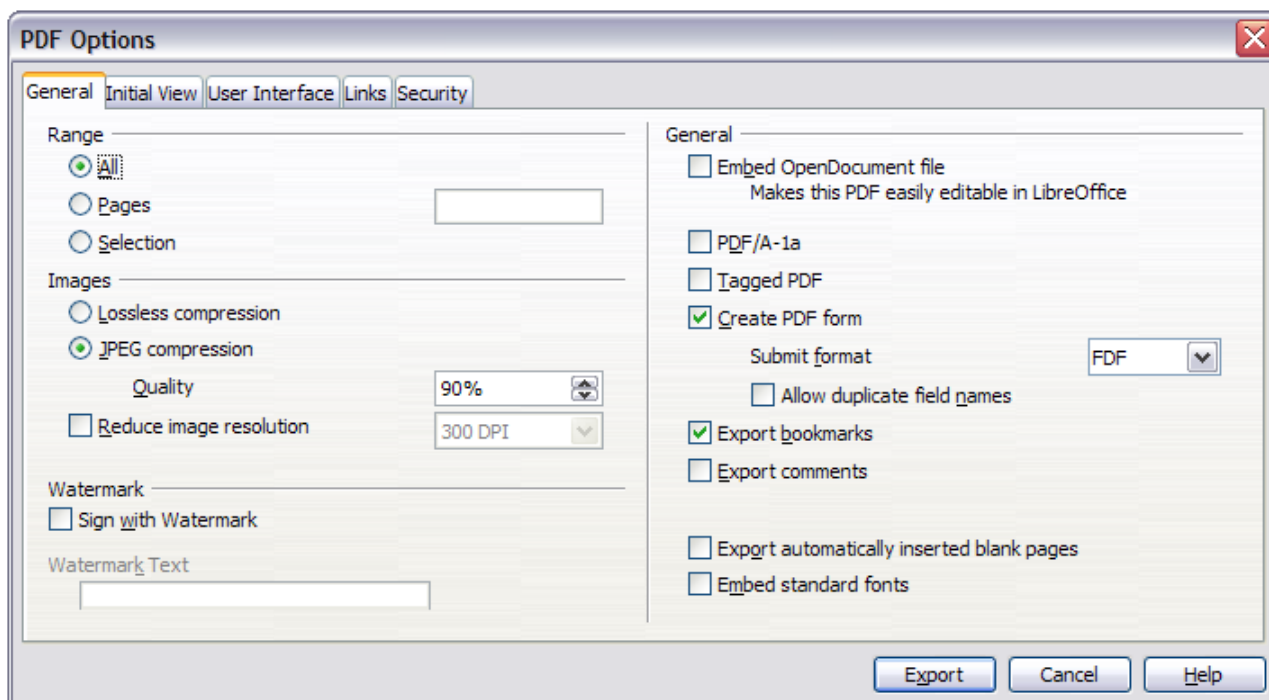 PDF Options
General Initial View User Interface Links Security
Range
All
Pages
Selection
Images
Lossless compression
JPEG compression
Quality 90%
Reduce image resolution 300 DPI
Watermark
Sign with Watermark
Watermark Text
General
Embed OpenDocument file
Makes this PDF easily editable in LibreOffice
PDF/A-1a
Tagged PDF
Create PDF form
Submit format FDF
Allow duplicate field names
Export bookmarks
Export comments
Export automatically inserted blank pages
Embed standard fonts
Export Cancel Help